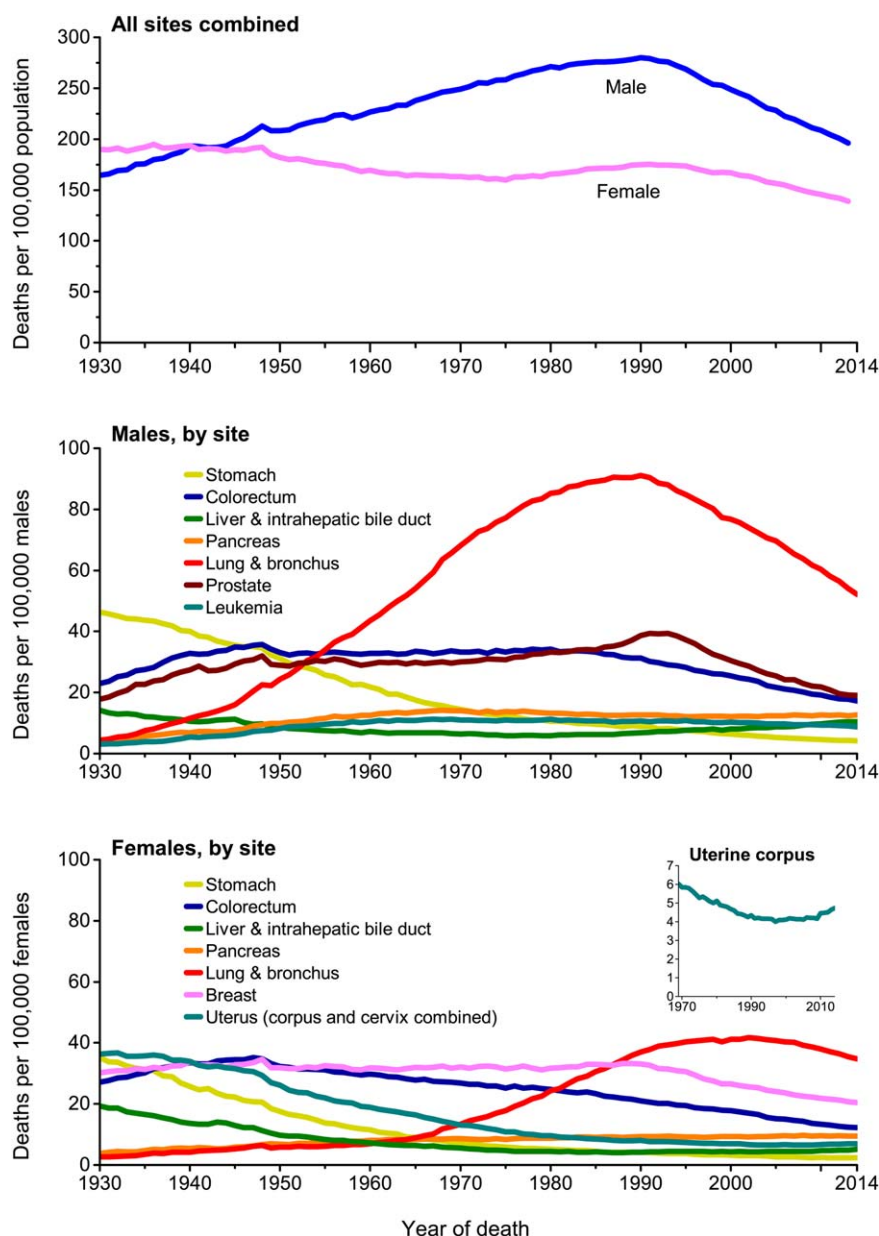 All sites combined
Deaths per 100,000 population
300
250
200
150
100
50
0
Male
Female
1930 1940 1950 1960 1970 1980 1990 2000 2014
Males, by site
Deaths per 100,000 males
100
80
60
40
20
0
Stomach
Colorectum
Liver & intrahepatic bile duct
Pancreas
Lung & bronchus
Prostate
Leukemia
1930 1940 1950 1960 1970 1980 1990 2000 2014
Females, by site
Deaths per 100,000 females
100
80
60
40
20
0
Stomach
Colorectum
Liver & intrahepatic bile duct
Pancreas
Lung & bronchus
Breast
Uterus (corpus and cervix combined)
Uterine corpus
7
6
5
4
3
2
1
0
1970 1990 2010
1930 1940 1950 1960 1970 1980 1990 2000 2014
Year of death